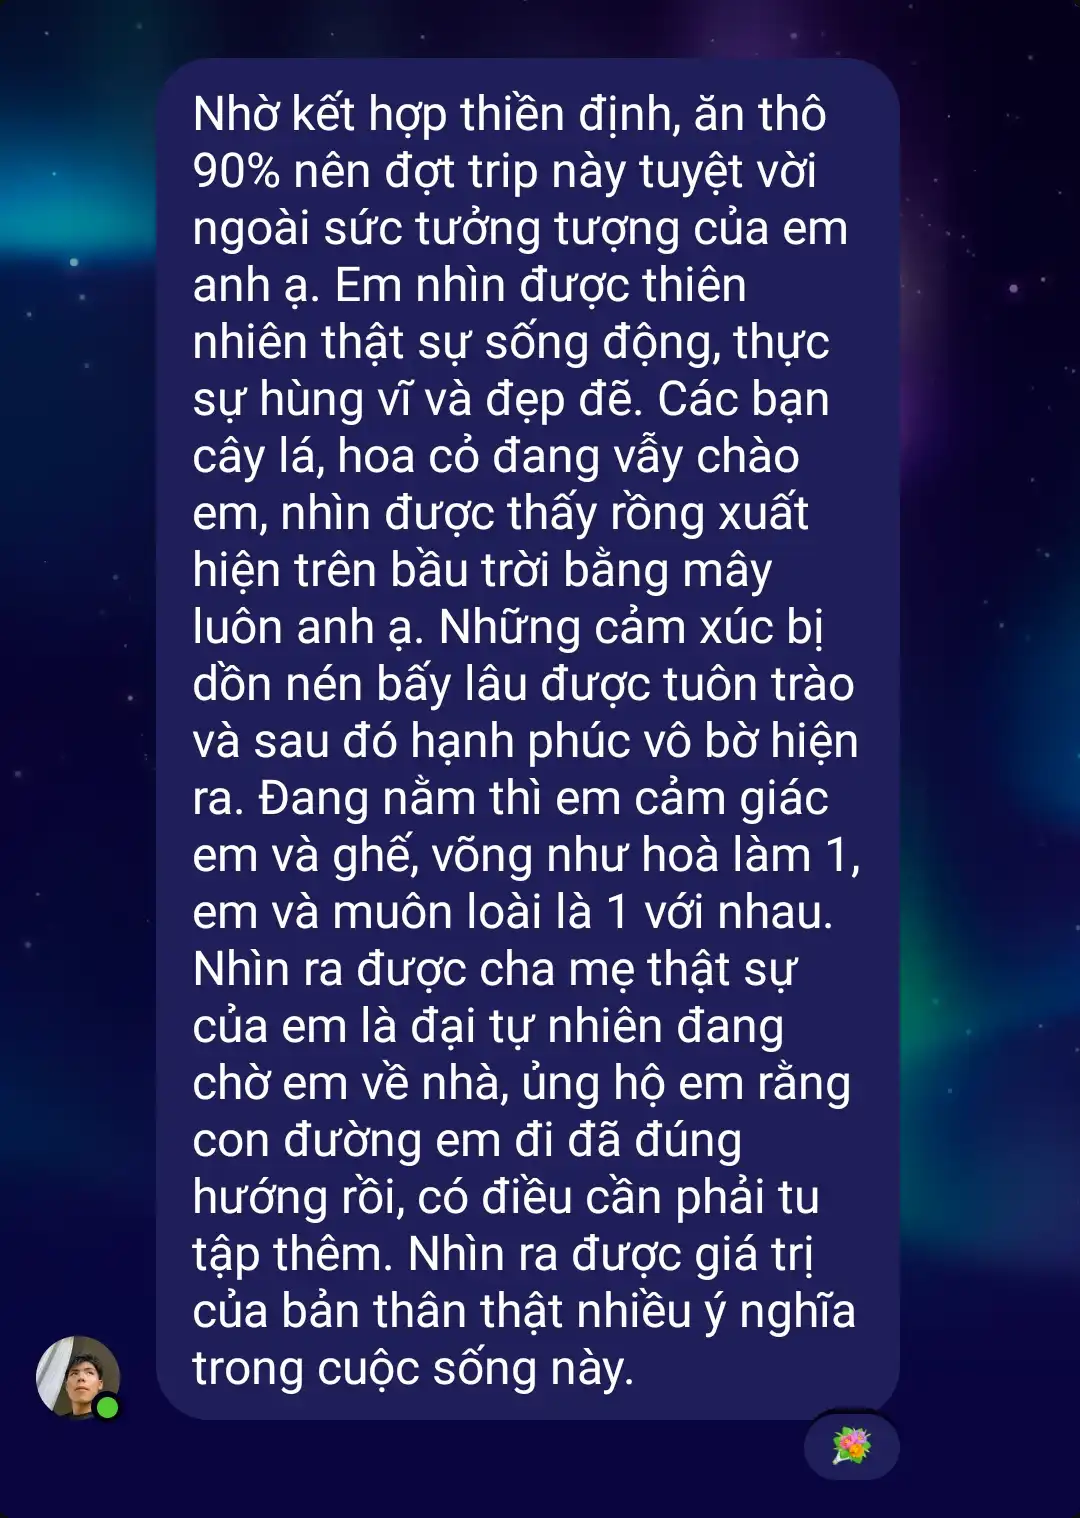 Nhờ kết hợp thiền định, ăn thô
90% nên đợt trip này tuyệt vời
ngoài sức tưởng tượng của em
anh ạ. Em nhìn được thiên
nhiên thật sự sống động, thực
sự hùng vĩ và đẹp đẽ. Các bạn
cây lá, hoa cỏ đang vẫy chào
em, nhìn được thấy rồng xuất
hiện trên bầu trời bằng mây
luôn anh ạ. Những cảm xúc bị
dồn nén bấy lâu được tuôn trào
và sau đó hạnh phúc vô bờ hiện
ra. Đang nằm thì em cảm giác
em và ghế, võng như hoà làm 1,
em và muôn loài là 1 với nhau.
Nhìn ra được cha mẹ thật sự
của em là đại tự nhiên đang
chờ em về nhà, ủng hộ em rằng
con đường em đi đã đúng
hướng rồi, có điều cần phải tu
tập thêm. Nhìn ra được giá trị
của bản thân thật nhiều ý nghĩa
trong cuộc sống này.